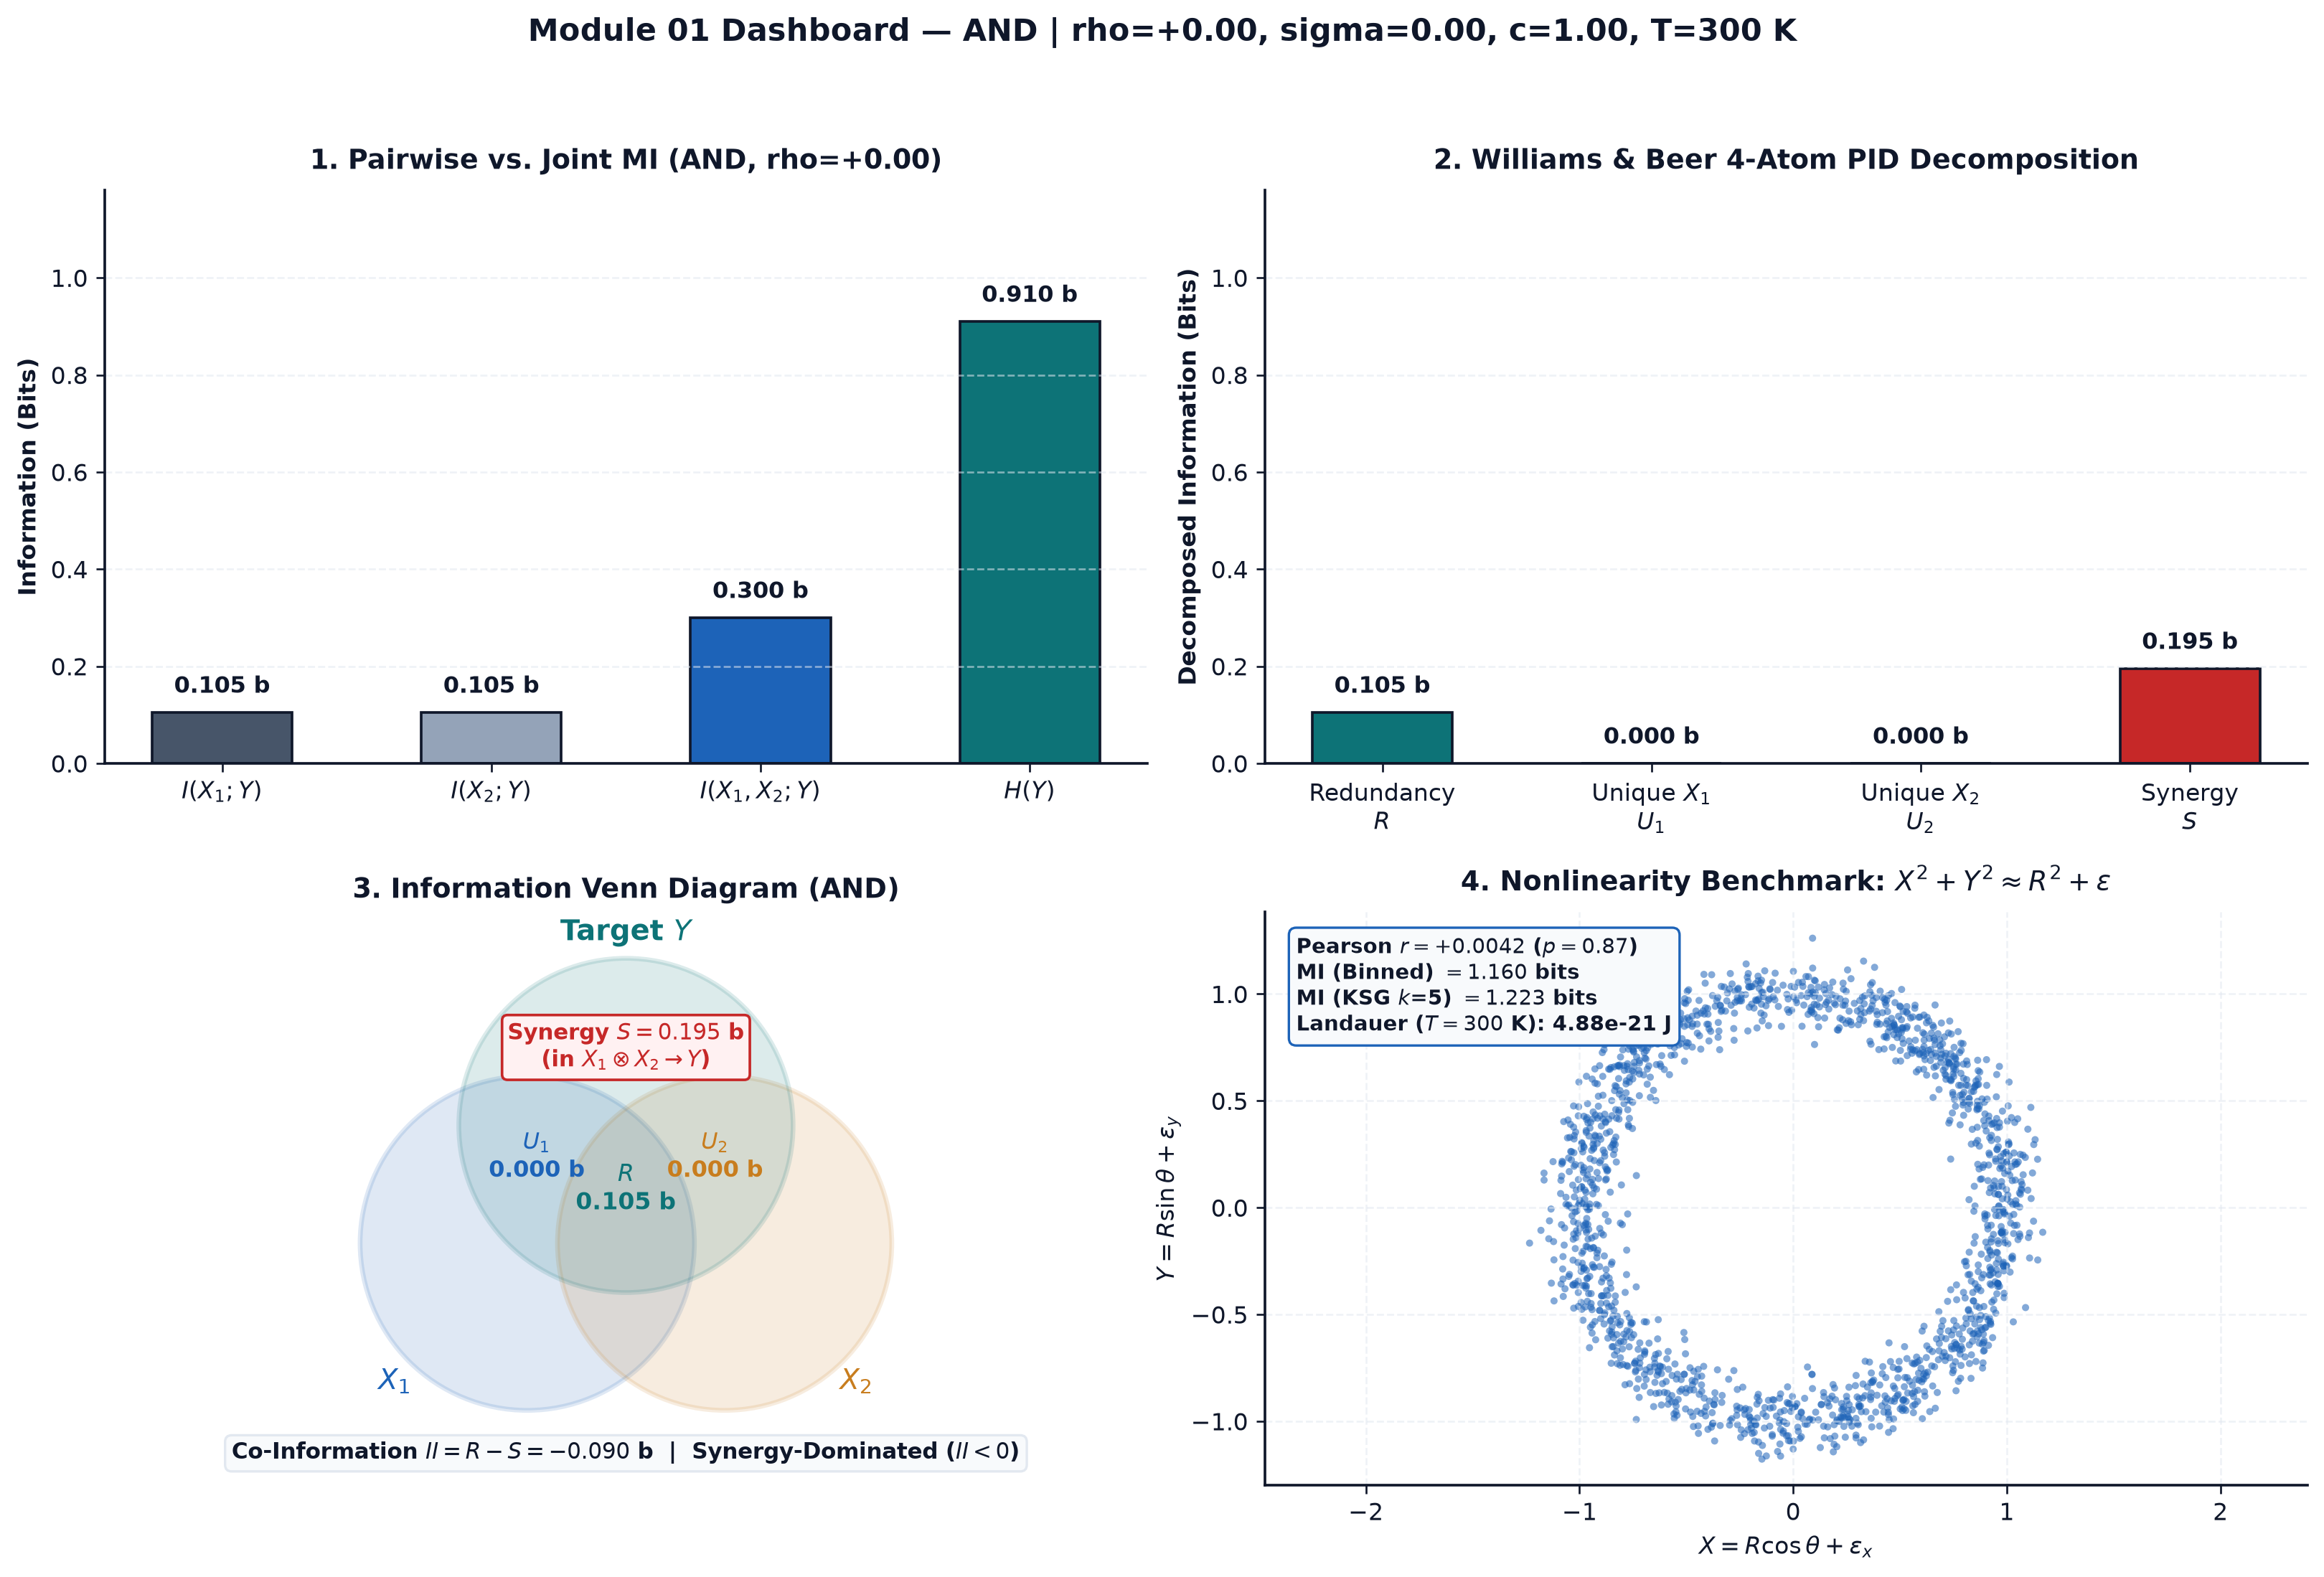 Module 01 Dashboard — AND | rho=+0.00, sigma=0.00, c=1.00, T=300 K
1. Pairwise vs. Joint MI (AND, rho=+0.00)
Information (Bits)
1.0
0.8
0.6
0.4
0.2
0.0
0.105 b
0.105 b
0.300 b
0.910 b
I(X₁; Y)
I(X₂; Y)
I(X₁, X₂; Y)
H(Y)
2. Williams & Beer 4-Atom PID Decomposition
Decomposed Information (Bits)
1.0
0.8
0.6
0.4
0.2
0.0
0.105 b
0.000 b
0.000 b
0.195 b
Redundancy
R
Unique X₁
U₁
Unique X₂
U₂
Synergy
S
3. Information Venn Diagram (AND)
Target Y
Synergy S = 0.195 b
(in X₁ ⊗ X₂ → Y)
U₁
0.000 b
U₂
0.000 b
R
0.105 b
X₁
X₂
Co-Information II = R − S = −0.090 b | Synergy-Dominated (II < 0)
4. Nonlinearity Benchmark: X² + Y² ≈ R² + ε
Pearson r = +0.0042 (p = 0.87)
MI (Binned) = 1.160 bits
MI (KSG k=5) = 1.223 bits
Landauer (T = 300 K): 4.88e-21 J
Y = R sin θ + εy
1.0
0.5
0.0
−0.5
−1.0
−2
−1
0
1
2
X = R cos θ + εₓ